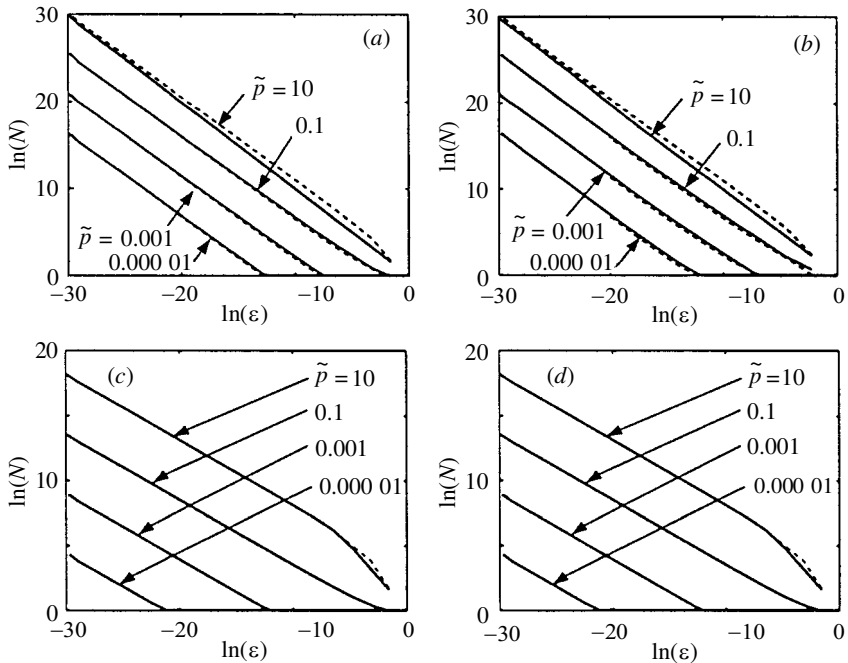 (a)
30
20
10
0
ln(N)
p̃ = 10
0.1
p̃ = 0.001
0.000 01
−30
−20
−10
0
ln(ε)
(b)
30
20
10
0
ln(N)
p̃ = 10
0.1
p̃ = 0.001
0.000 01
−30
−20
−10
0
ln(ε)
(c)
20
10
0
ln(N)
p̃ = 10
0.1
0.001
0.000 01
−30
−20
−10
0
ln(ε)
(d)
20
10
0
ln(N)
p̃ = 10
0.1
0.001
0.000 01
−30
−20
−10
0
ln(ε)